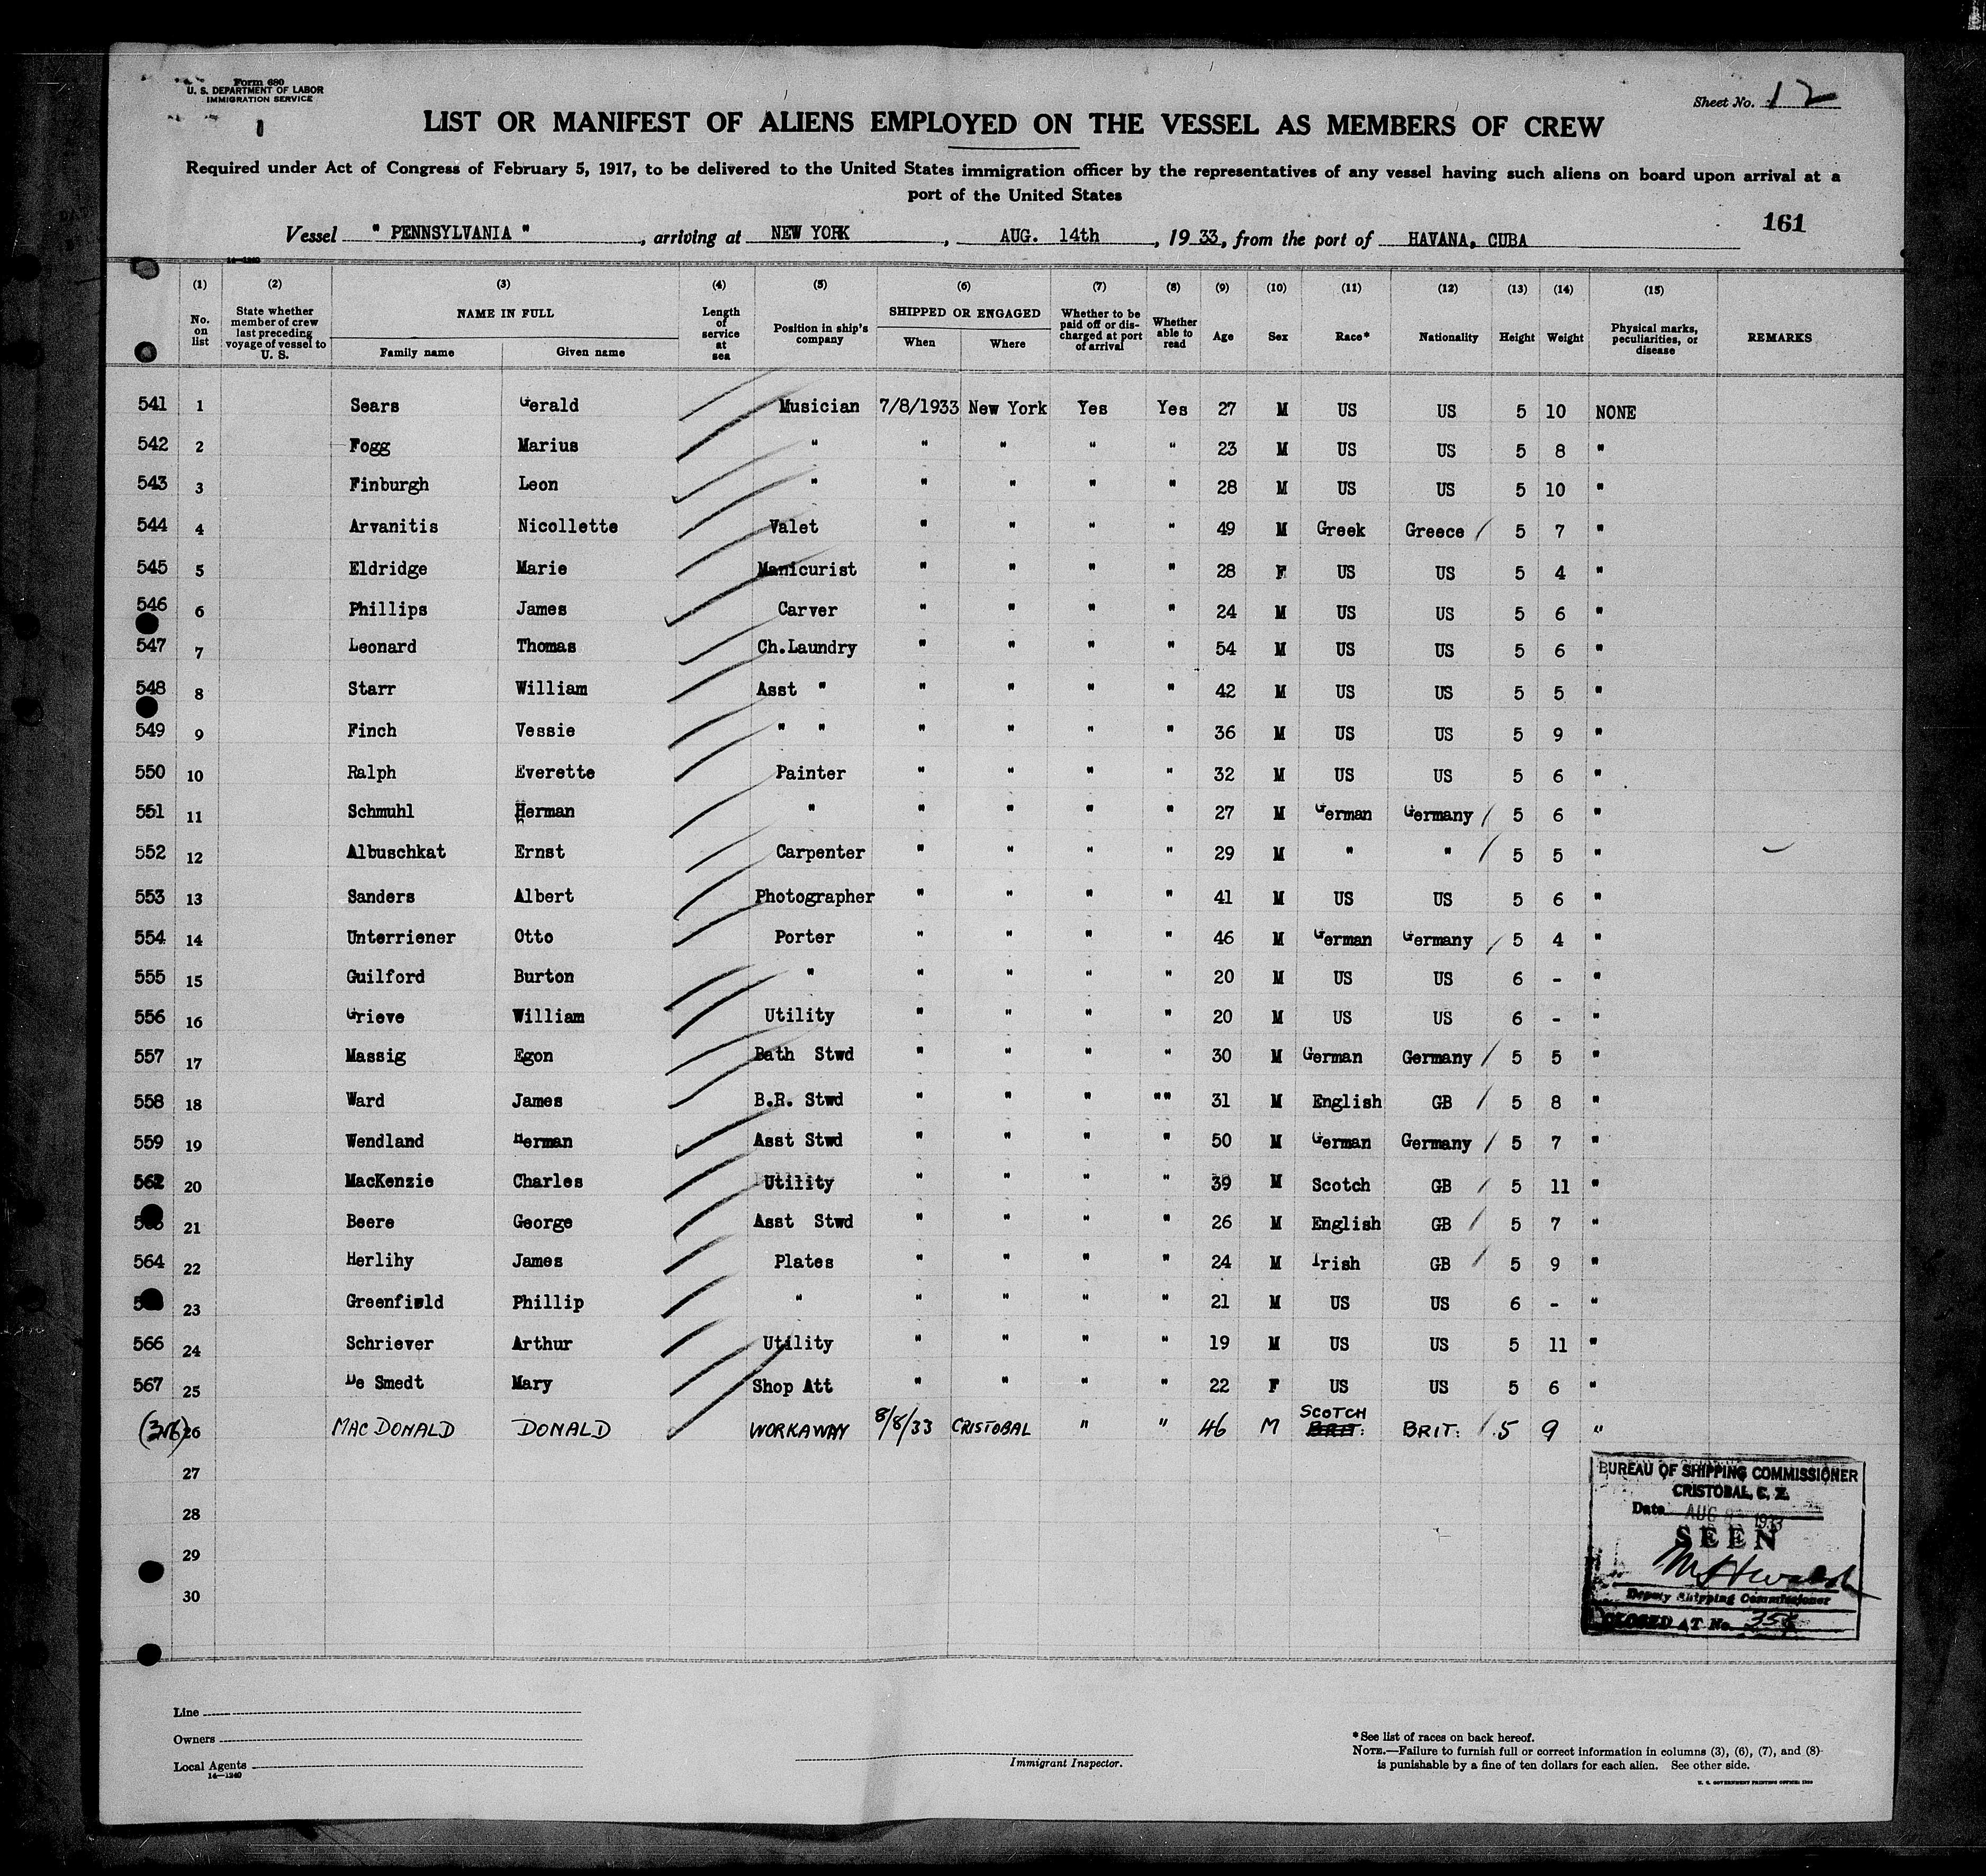 Form 680
U. S. DEPARTMENT OF LABOR
IMMIGRATION SERVICE
Sheet No. 12
LIST OR MANIFEST OF ALIENS EMPLOYED ON THE VESSEL AS MEMBERS OF CREW
Required under Act of Congress of February 5, 1917, to be delivered to the United States immigration officer by the representatives of any vessel having such aliens on board upon arrival at a
port of the United States
161
Vessel " PENNSYLVANIA " , arriving at NEW YORK , AUG. 14th , 19 33, from the port of HAVANA, CUBA
14—1240
(1) (2) (3) (4) (5) (6) (7) (8) (9) (10) (11) (12) (13) (14) (15)
No. on list State whether member of crew last preceding voyage of vessel to U. S. NAME IN FULL Family name Given name Length of service at sea Position in ship's company SHIPPED OR ENGAGED When Where Whether to be paid off or discharged at port of arrival Whether able to read Age Sex Race* Nationality Height Weight Physical marks, peculiarities, or disease REMARKS
541 1 Sears Gerald Musician 7/8/1933 New York Yes Yes 27 M US US 5 10 NONE
542 2 Fogg Marius " " " " " 23 M US US 5 8 "
543 3 Finburgh Leon " " " " " 28 M US US 5 10 "
544 4 Arvanitis Nicollette Valet " " " " 49 M Greek Greece / 5 7 "
545 5 Eldridge Marie Manicurist " " " " 28 F US US 5 4 "
546 6 Phillips James Carver " " " " 24 M US US 5 6 "
547 7 Leonard Thomas Ch.Laundry " " " " 54 M US US 5 6 "
548 8 Starr William Asst " " " " " 42 M US US 5 5 "
549 9 Finch Vessie " " " " " " 36 M US US 5 9 "
550 10 Ralph Everette Painter " " " " 32 M US US 5 6 "
551 11 Schmuhl Herman " " " " " 27 M German Germany / 5 6 "
552 12 Albuschkat Ernst Carpenter " " " " 29 M " " / 5 5 "
553 13 Sanders Albert Photographer " " " " 41 M US US 5 6 "
554 14 Unterriener Otto Porter " " " " 46 M German Germany / 5 4 "
555 15 Guilford Burton " " " " " 20 M US US 6 - "
556 16 Grieve William Utility " " " " 20 M US US 6 - "
557 17 Massig Egon Bath Stwd " " " " 30 M German Germany / 5 5 "
558 18 Ward James B.R. Stwd " " " "" 31 M English GB / 5 8 "
559 19 Wendland Herman Asst Stwd " " " " 50 M German Germany / 5 7 "
562 20 MacKenzie Charles Utility " " " " 39 M Scotch GB / 5 11 "
21 Beere George Asst Stwd " " " " 26 M English GB / 5 7 "
564 22 Herlihy James Plates " " " " 24 M Irish GB / 5 9 "
23 Greenfield Phillip " " " " " 21 M US US 6 - "
566 24 Schriever Arthur Utility " " " " 19 M US US 5 11 "
567 25 De Smedt Mary Shop Att " " " " 22 F US US 5 6 "
26 MAC DONALD DONALD WORKAWAY 8/8/33 CRISTOBAL " " 46 M SCOTCH BRIT: BRIT: / 5 9 "
27
28
29
30
BUREAU OF SHIPPING COMMISSIONER
CRISTOBAL, C. Z.
Date AUG 1933
SEEN
Deputy Shipping Commissioner
CLOSED AT No.
Line
Owners
Local Agents
14—1240
Immigrant Inspector.
* See list of races on back hereof.
NOTE.—Failure to furnish full or correct information in columns (3), (6), (7), and (8)
is punishable by a fine of ten dollars for each alien. See other side.
U. S. GOVERNMENT PRINTING OFFICE: 1930